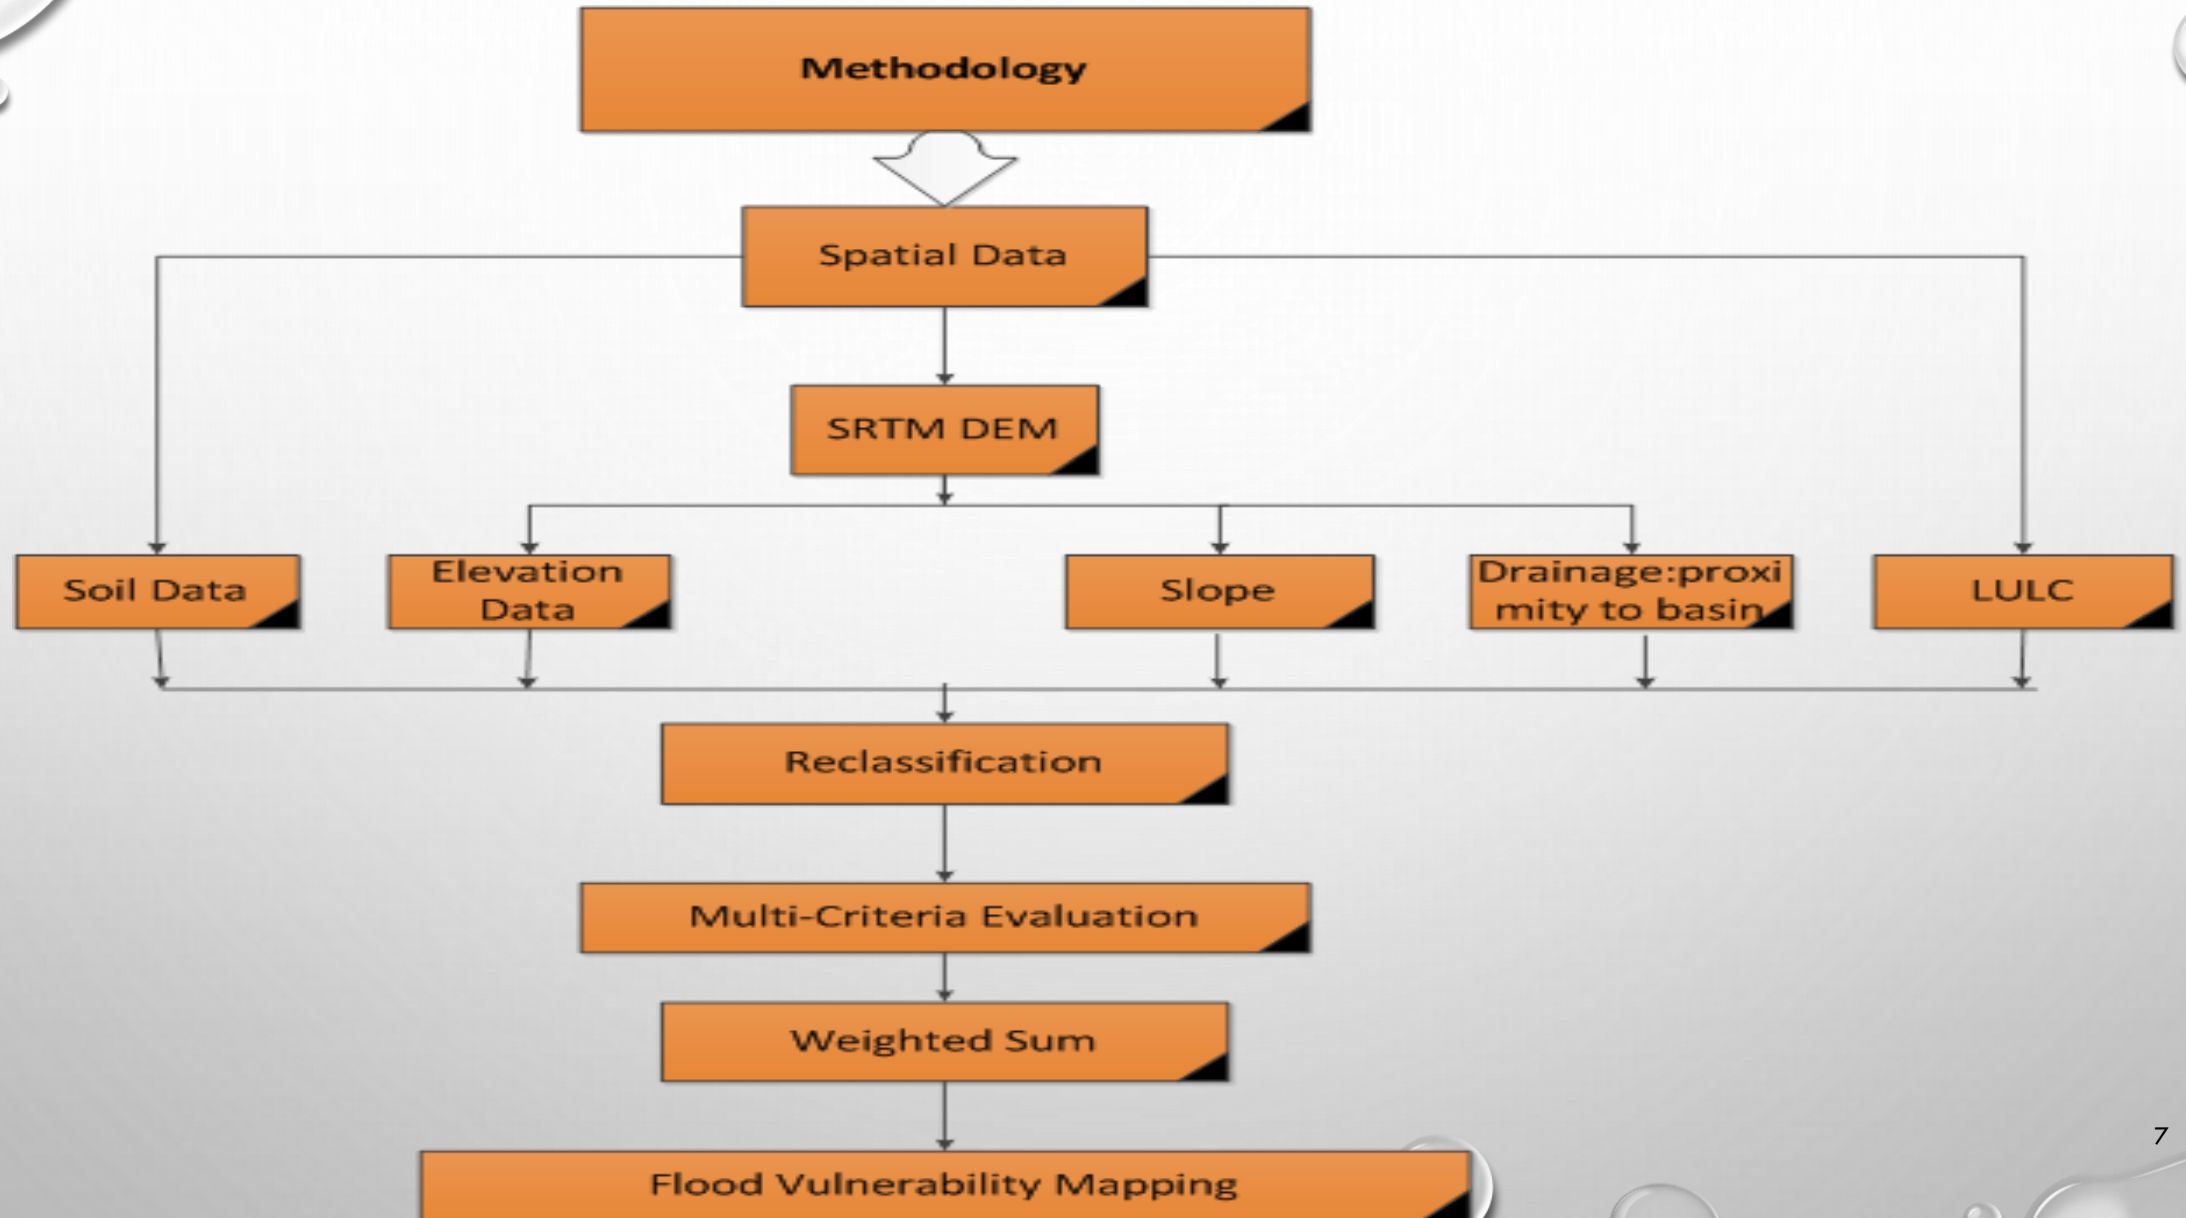 Methodology
Spatial Data
SRTM DEM
Soil Data
Elevation
Data
Slope
Drainage:proxi
mity to basin
LULC
Reclassification
Multi-Criteria Evaluation
Weighted Sum
Flood Vulnerability Mapping
7